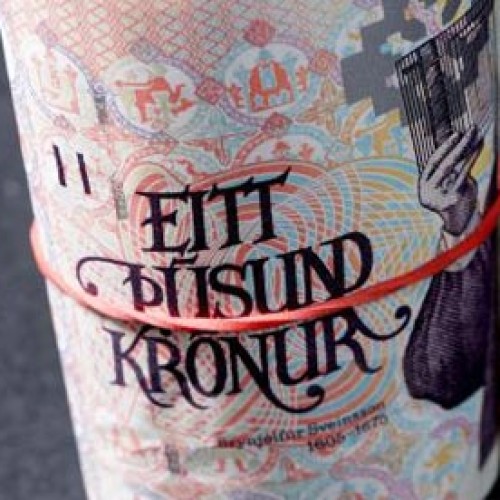 EITT
ÞÚSUND
KRÓNUR
Brynjólfur Sveinsson
1605-1675